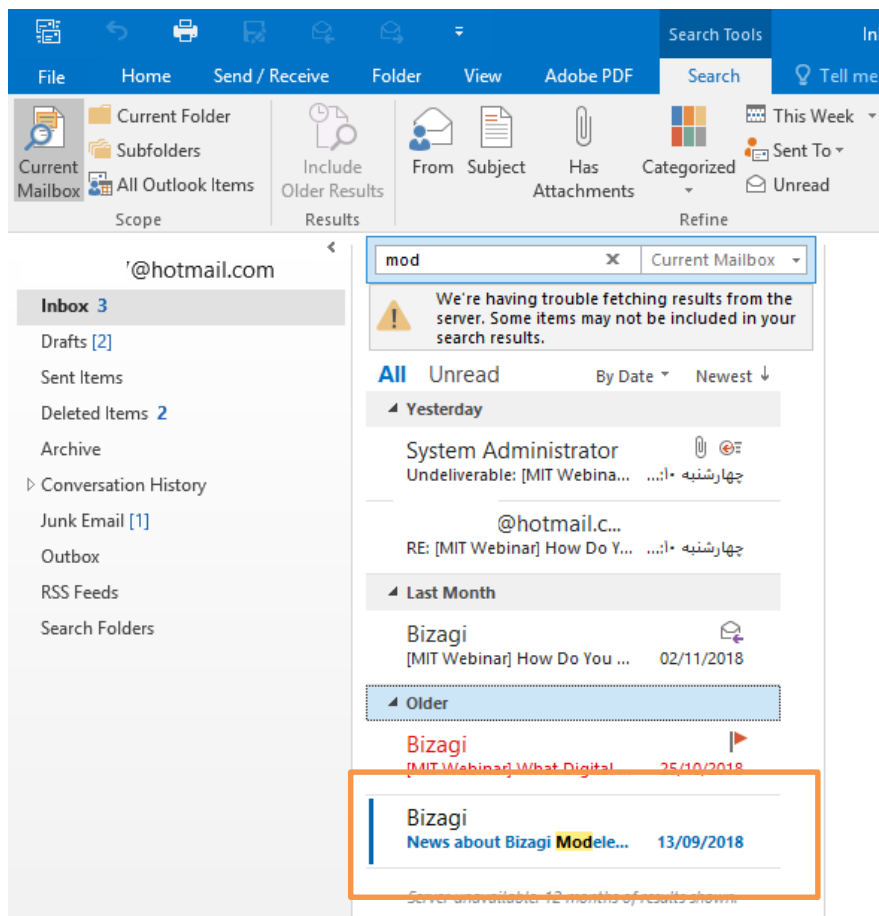 Search Tools
In
File Home Send / Receive Folder View Adobe PDF Search Tell me
Current Mailbox
Current Folder
Subfolders
All Outlook Items
Scope
Include Older Results
Results
From
Subject
Has Attachments
Categorized
This Week
Sent To
Unread
Refine
@hotmail.com
Inbox 3
Drafts [2]
Sent Items
Deleted Items 2
Archive
Conversation History
Junk Email [1]
Outbox
RSS Feeds
Search Folders
mod Current Mailbox
We're having trouble fetching results from the
server. Some items may not be included in your
search results.
All Unread By Date Newest
Yesterday
System Administrator
Undeliverable: [MIT Webina... چهارشنبه ۱۰:...
@hotmail.c...
RE: [MIT Webinar] How Do Y... چهارشنبه ۱۰:...
Last Month
Bizagi
[MIT Webinar] How Do You ... 02/11/2018
Older
Bizagi
[MIT Webinar] What Digital... 25/10/2018
Bizagi
News about Bizagi Modele... 13/09/2018
Server unavailable. 12 months of results shown.